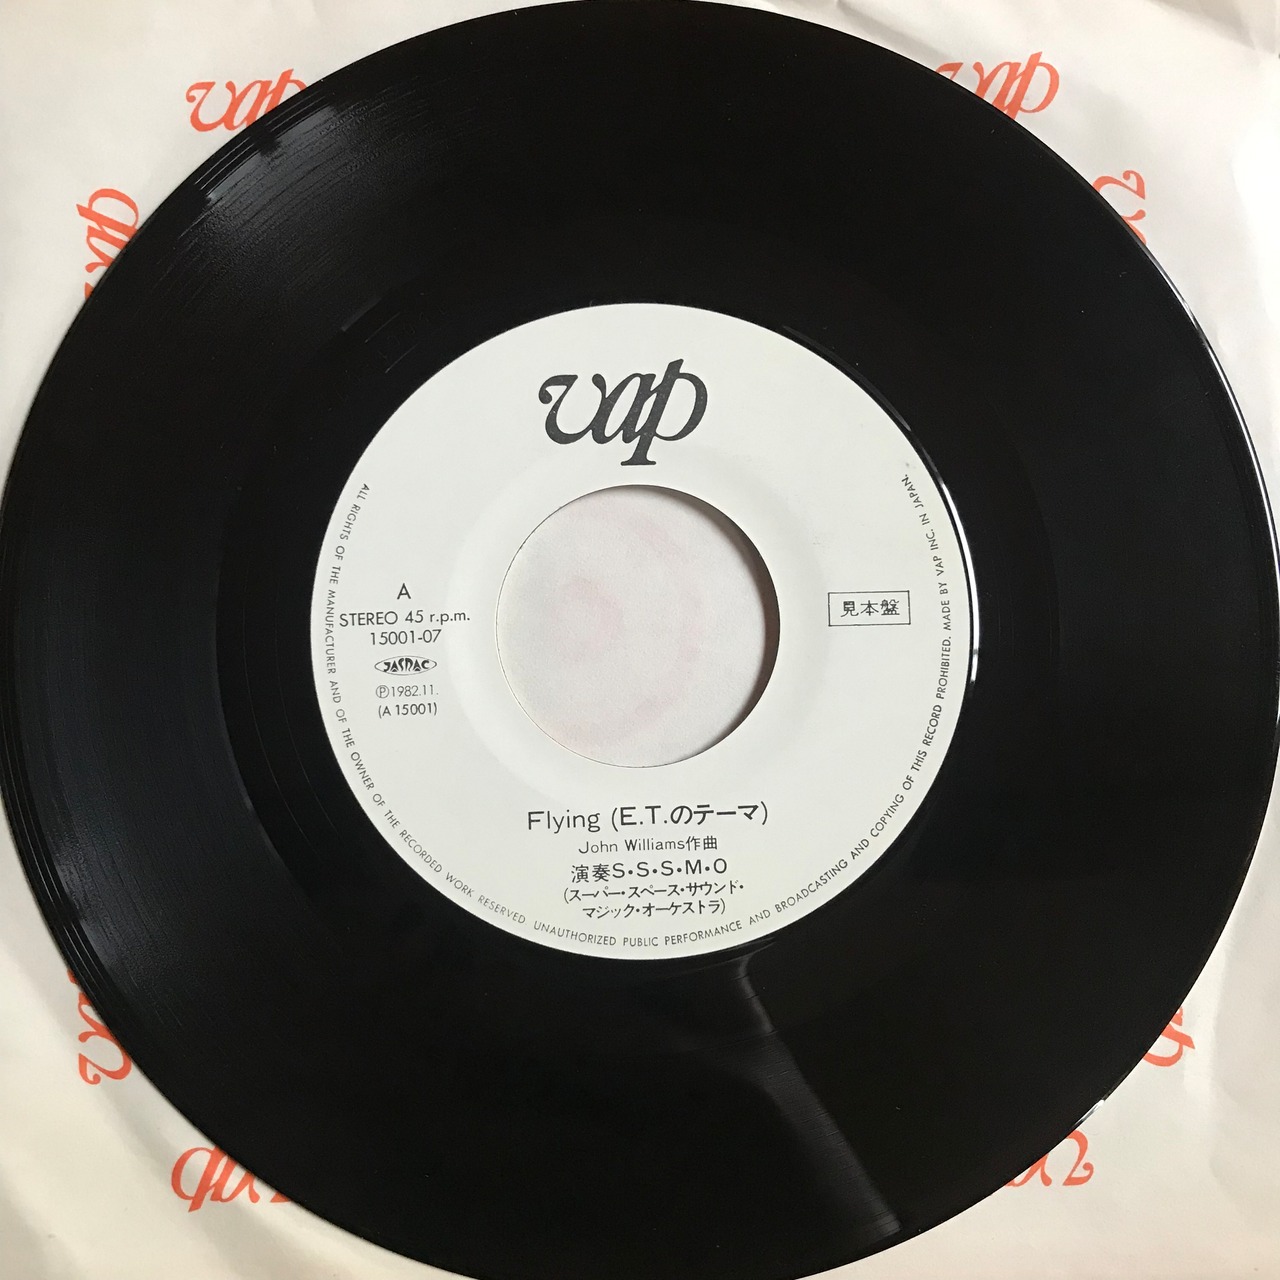 vap
vap
vap
A
STEREO 45 r.p.m.
15001-07
JASRAC
Ⓟ1982.11.
(A 15001)
見本盤
Flying (E.T.のテーマ)
John Williams作曲
演奏S・S・S・M・O
(スーパー・スペース・サウンド・
マジック・オーケストラ)
ALL RIGHTS OF THE MANUFACTURER AND OF THE OWNER OF THE RECORDED WORK RESERVED UNAUTHORIZED PUBLIC PERFORMANCE AND BROADCASTING AND COPYING OF THIS RECORD PROHIBITED. MADE BY VAP INC. IN JAPAN.